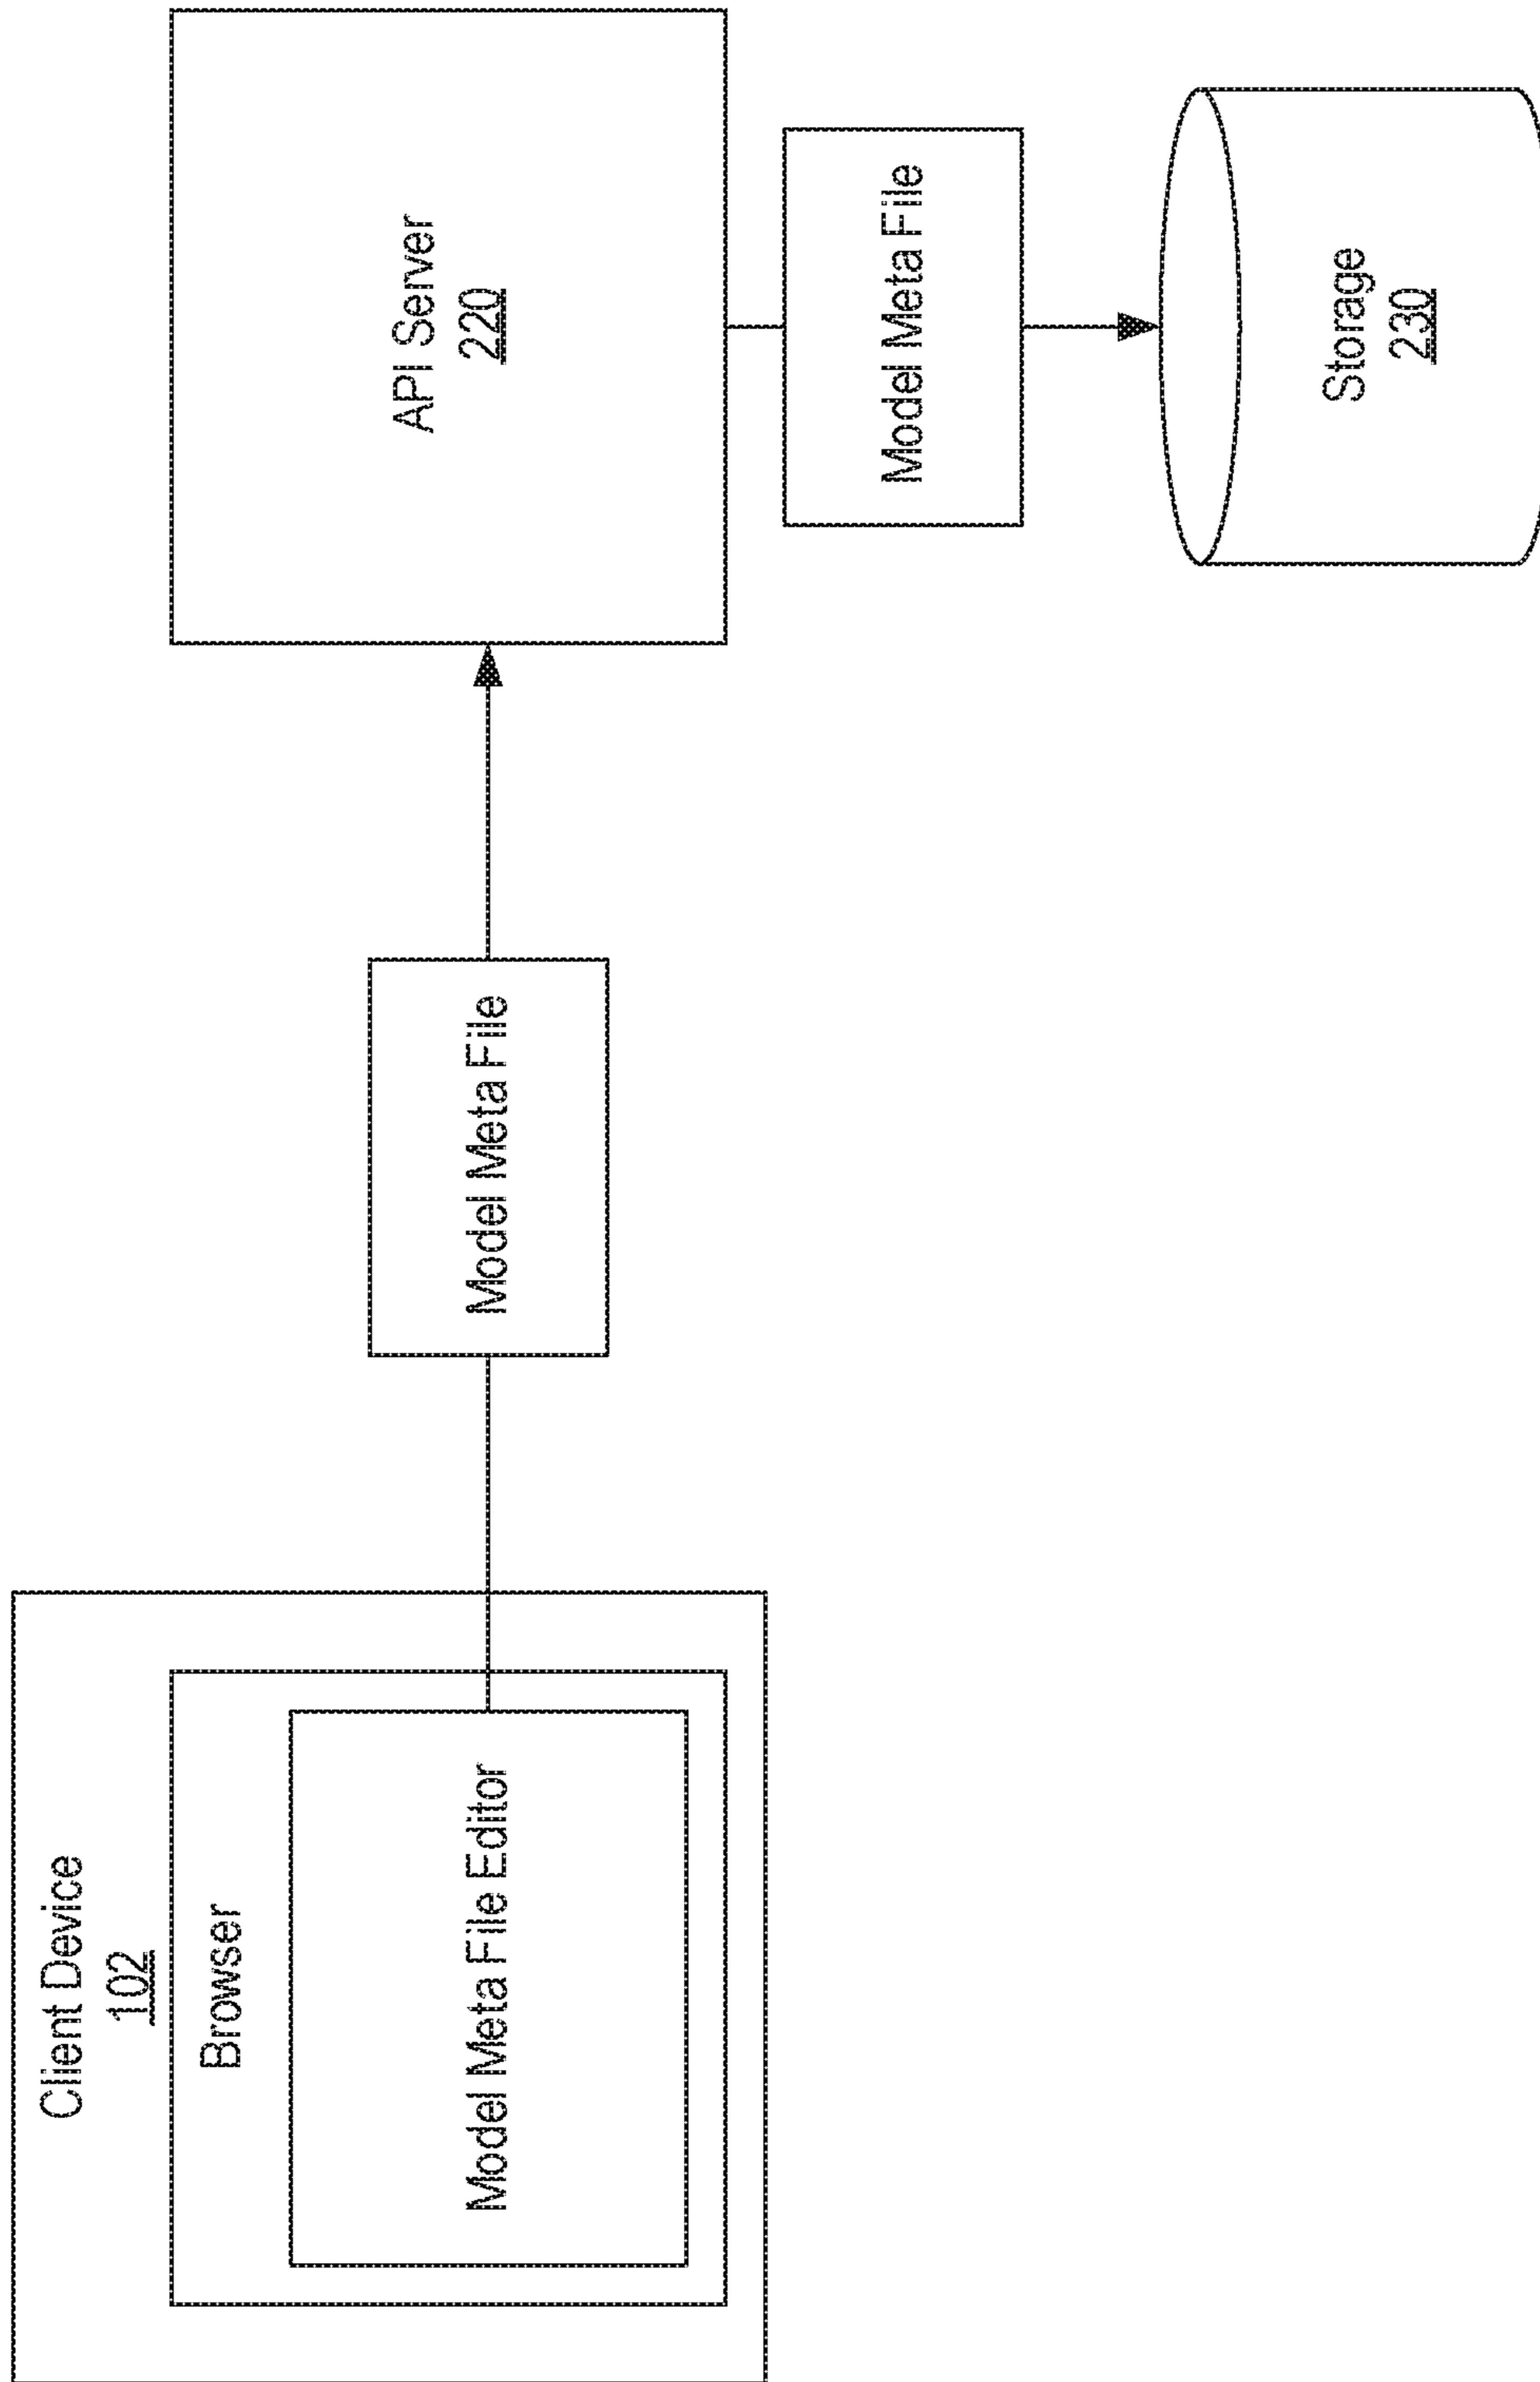 Client Device
102
Browser
Model Meta File Editor
Model Meta File
API Server
220
Model Meta File
Storage
230